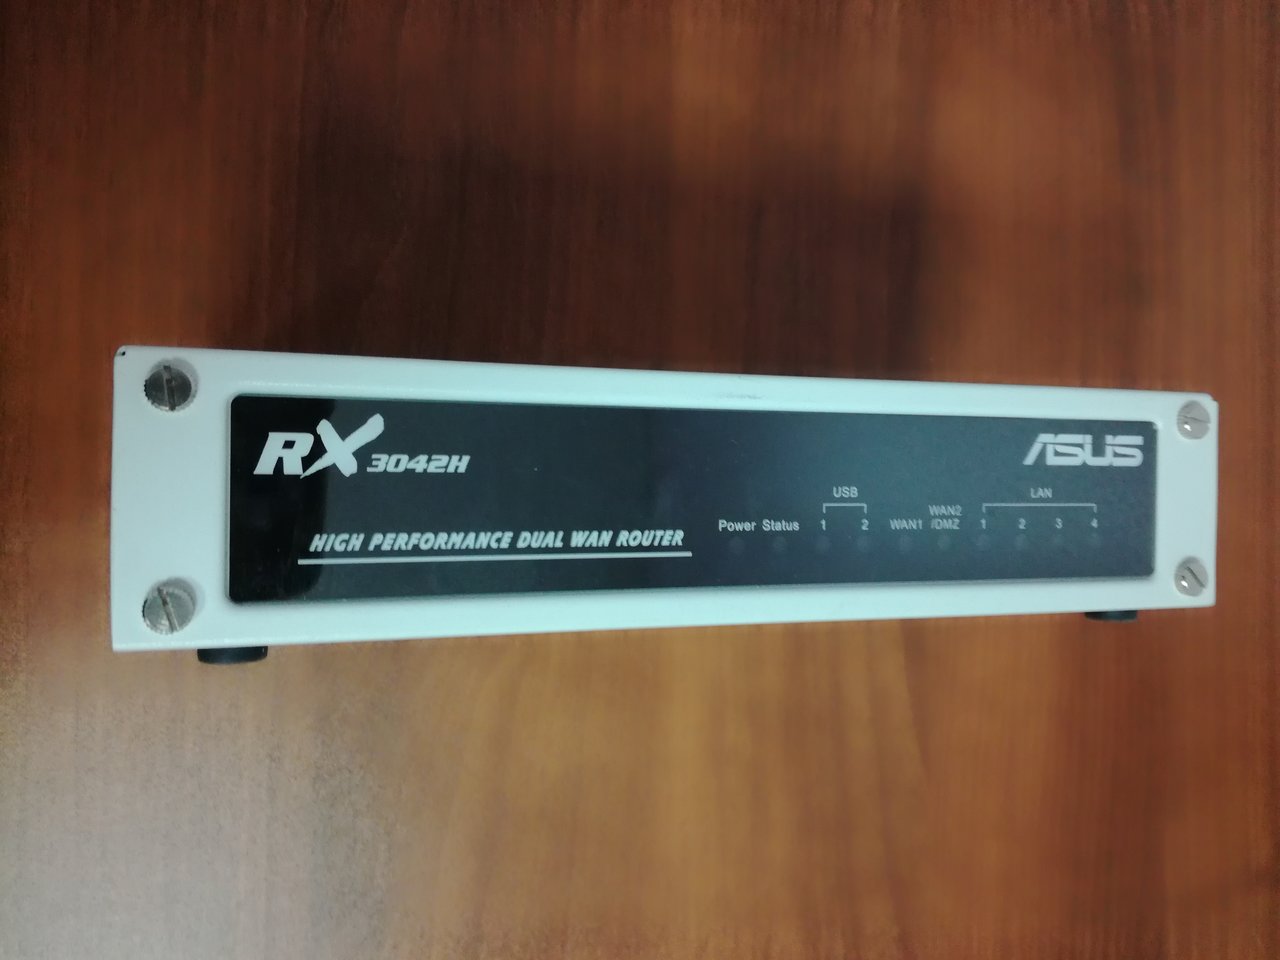 RX 3042H
ASUS
HIGH PERFORMANCE DUAL WAN ROUTER
USB
LAN
Power Status 1 2 WAN1 WAN2 /DMZ 1 2 3 4